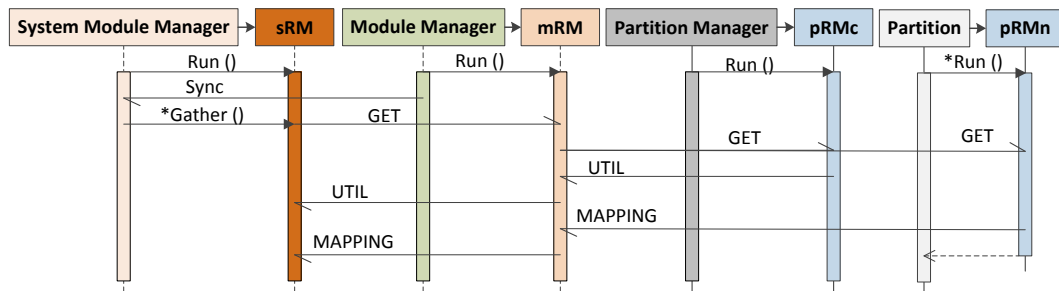 System Module Manager sRM Module Manager mRM Partition Manager pRMc Partition pRMn
Run () Run () Run () *Run ()
Sync
*Gather () GET
GET GET
UTIL
UTIL
MAPPING
MAPPING